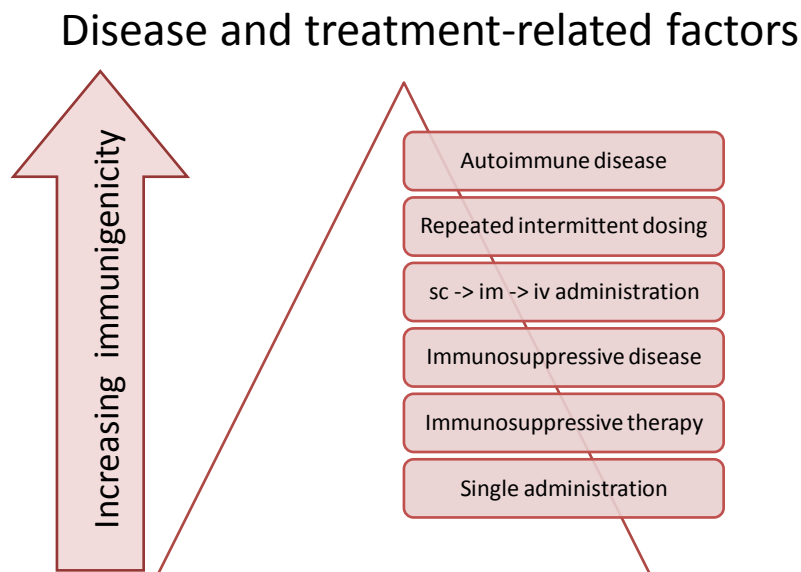 Disease and treatment-related factors
Increasing immunigenicity
Autoimmune disease
Repeated intermittent dosing
sc -> im -> iv administration
Immunosuppressive disease
Immunosuppressive therapy
Single administration